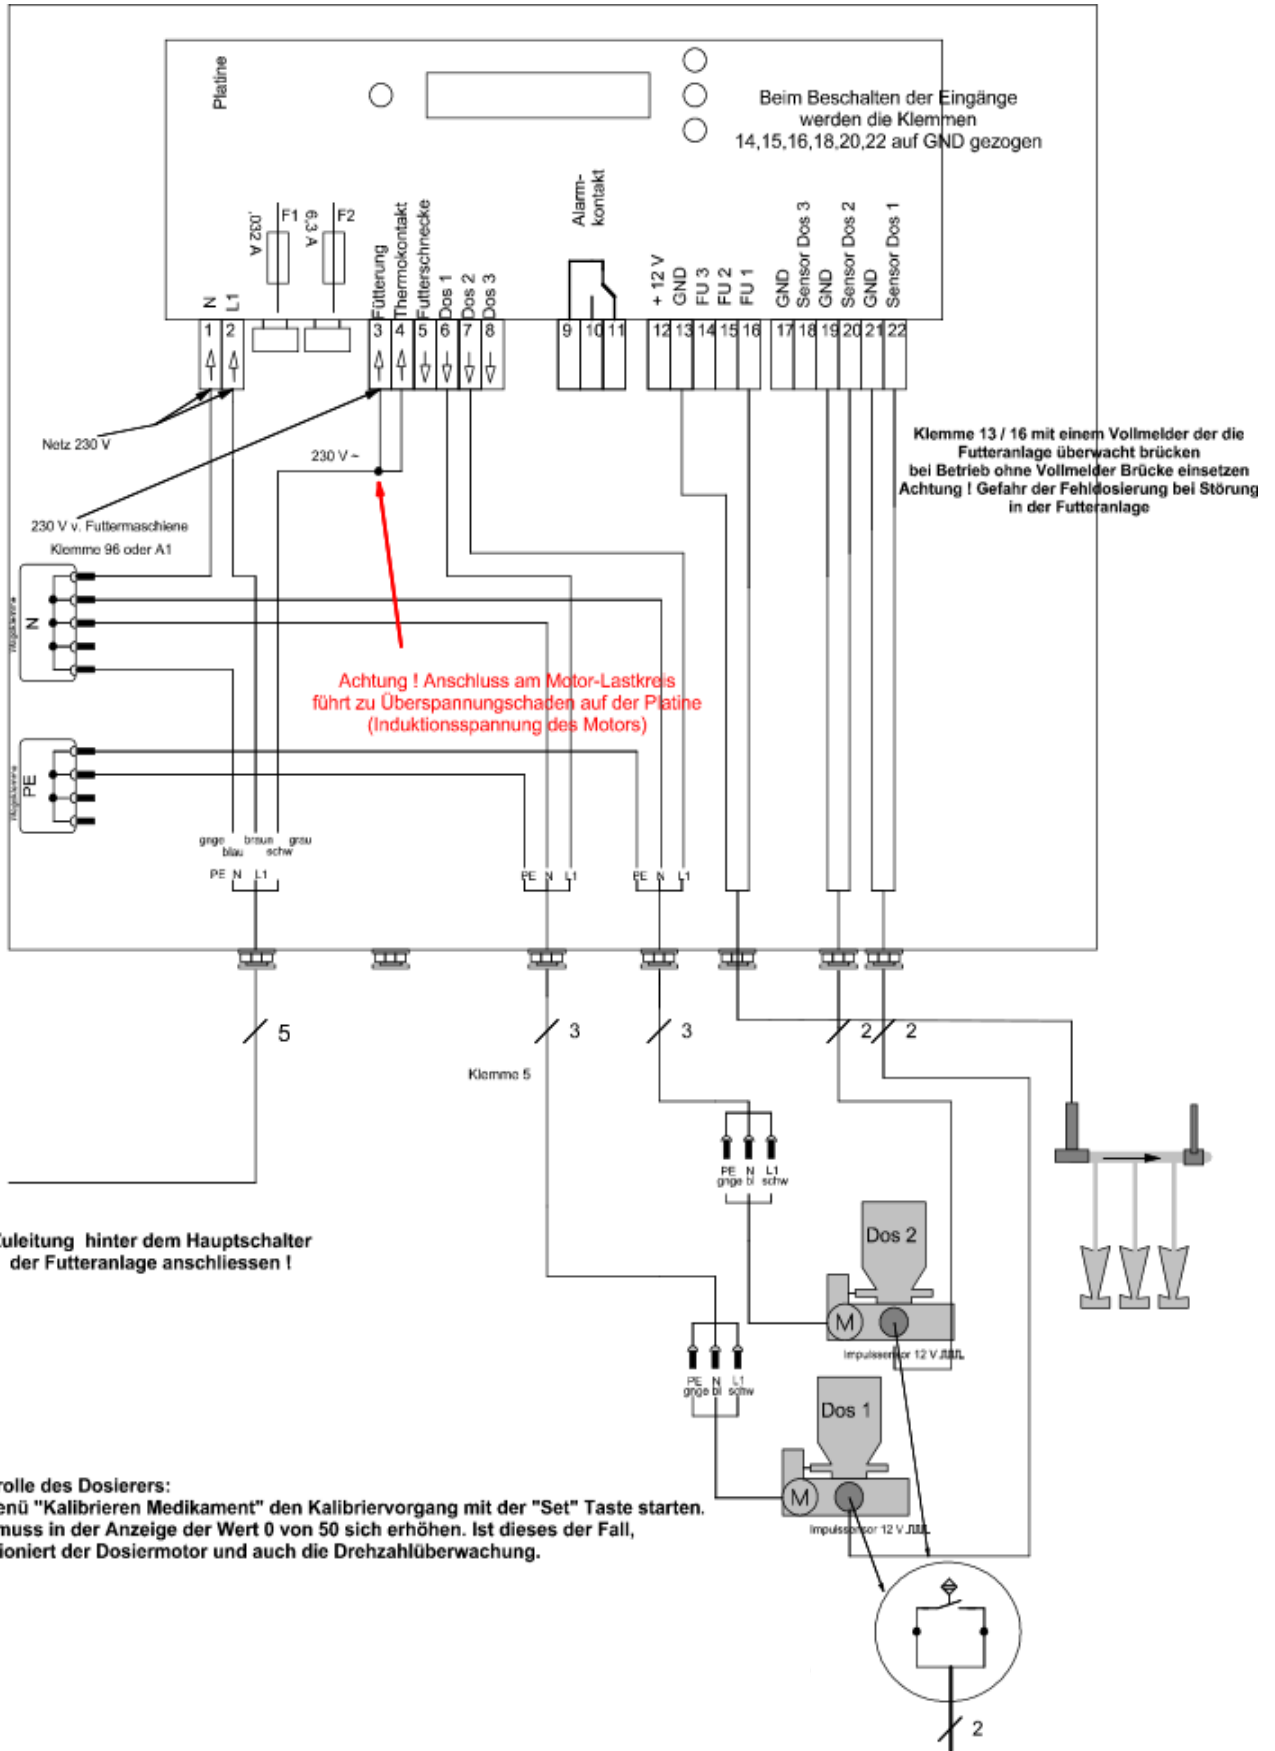 Platine
Beim Beschalten der Eingänge
werden die Klemmen
14,15,16,18,20,22 auf GND gezogen
N
L1
,032 A
F1
6,3 A
F2
Fütterung
Thermokontakt
Futterschnecke
Dos 1
Dos 2
Dos 3
Alarm-
kontakt
+ 12 V
GND
FU 3
FU 2
FU 1
GND
Sensor Dos 3
GND
Sensor Dos 2
GND
Sensor Dos 1
1 2 3 4 5 6 7 8 9 10 11 12 13 14 15 16 17 18 19 20 21 22
Netz 230 V
230 V ~
230 V v. Futtermaschiene
Klemme 96 oder A1
Klemme 13 / 16 mit einem Vollmelder der die
Futteranlage überwacht brücken
bei Betrieb ohne Vollmelder Brücke einsetzen
Achtung ! Gefahr der Fehldosierung bei Störung
in der Futteranlage
N
Achtung ! Anschluss am Motor-Lastkreis
führt zu Überspannungschaden auf der Platine
(Induktionsspannung des Motors)
PE
gnge braun grau
blau schw
PE N L1
PE N L1
PE N L1
5
3
3
2
2
Klemme 5
PE N L1
gnge bl schw
Zuleitung hinter dem Hauptschalter
der Futteranlage anschliessen !
Dos 2
M
Impulssensor 12 V
PE N L1
gnge bl schw
Dos 1
M
Impulssensor 12 V
rolle des Dosierers:
enü "Kalibrieren Medikament" den Kalibriervorgang mit der "Set" Taste starten.
muss in der Anzeige der Wert 0 von 50 sich erhöhen. Ist dieses der Fall,
ioniert der Dosiermotor und auch die Drehzahlüberwachung.
2